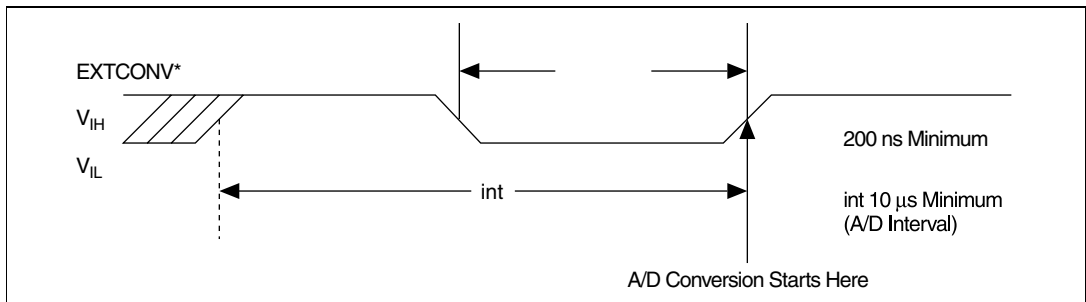 EXTCONV*
VIH
VIL
200 ns Minimum
int
int 10 μs Minimum
(A/D Interval)
A/D Conversion Starts Here